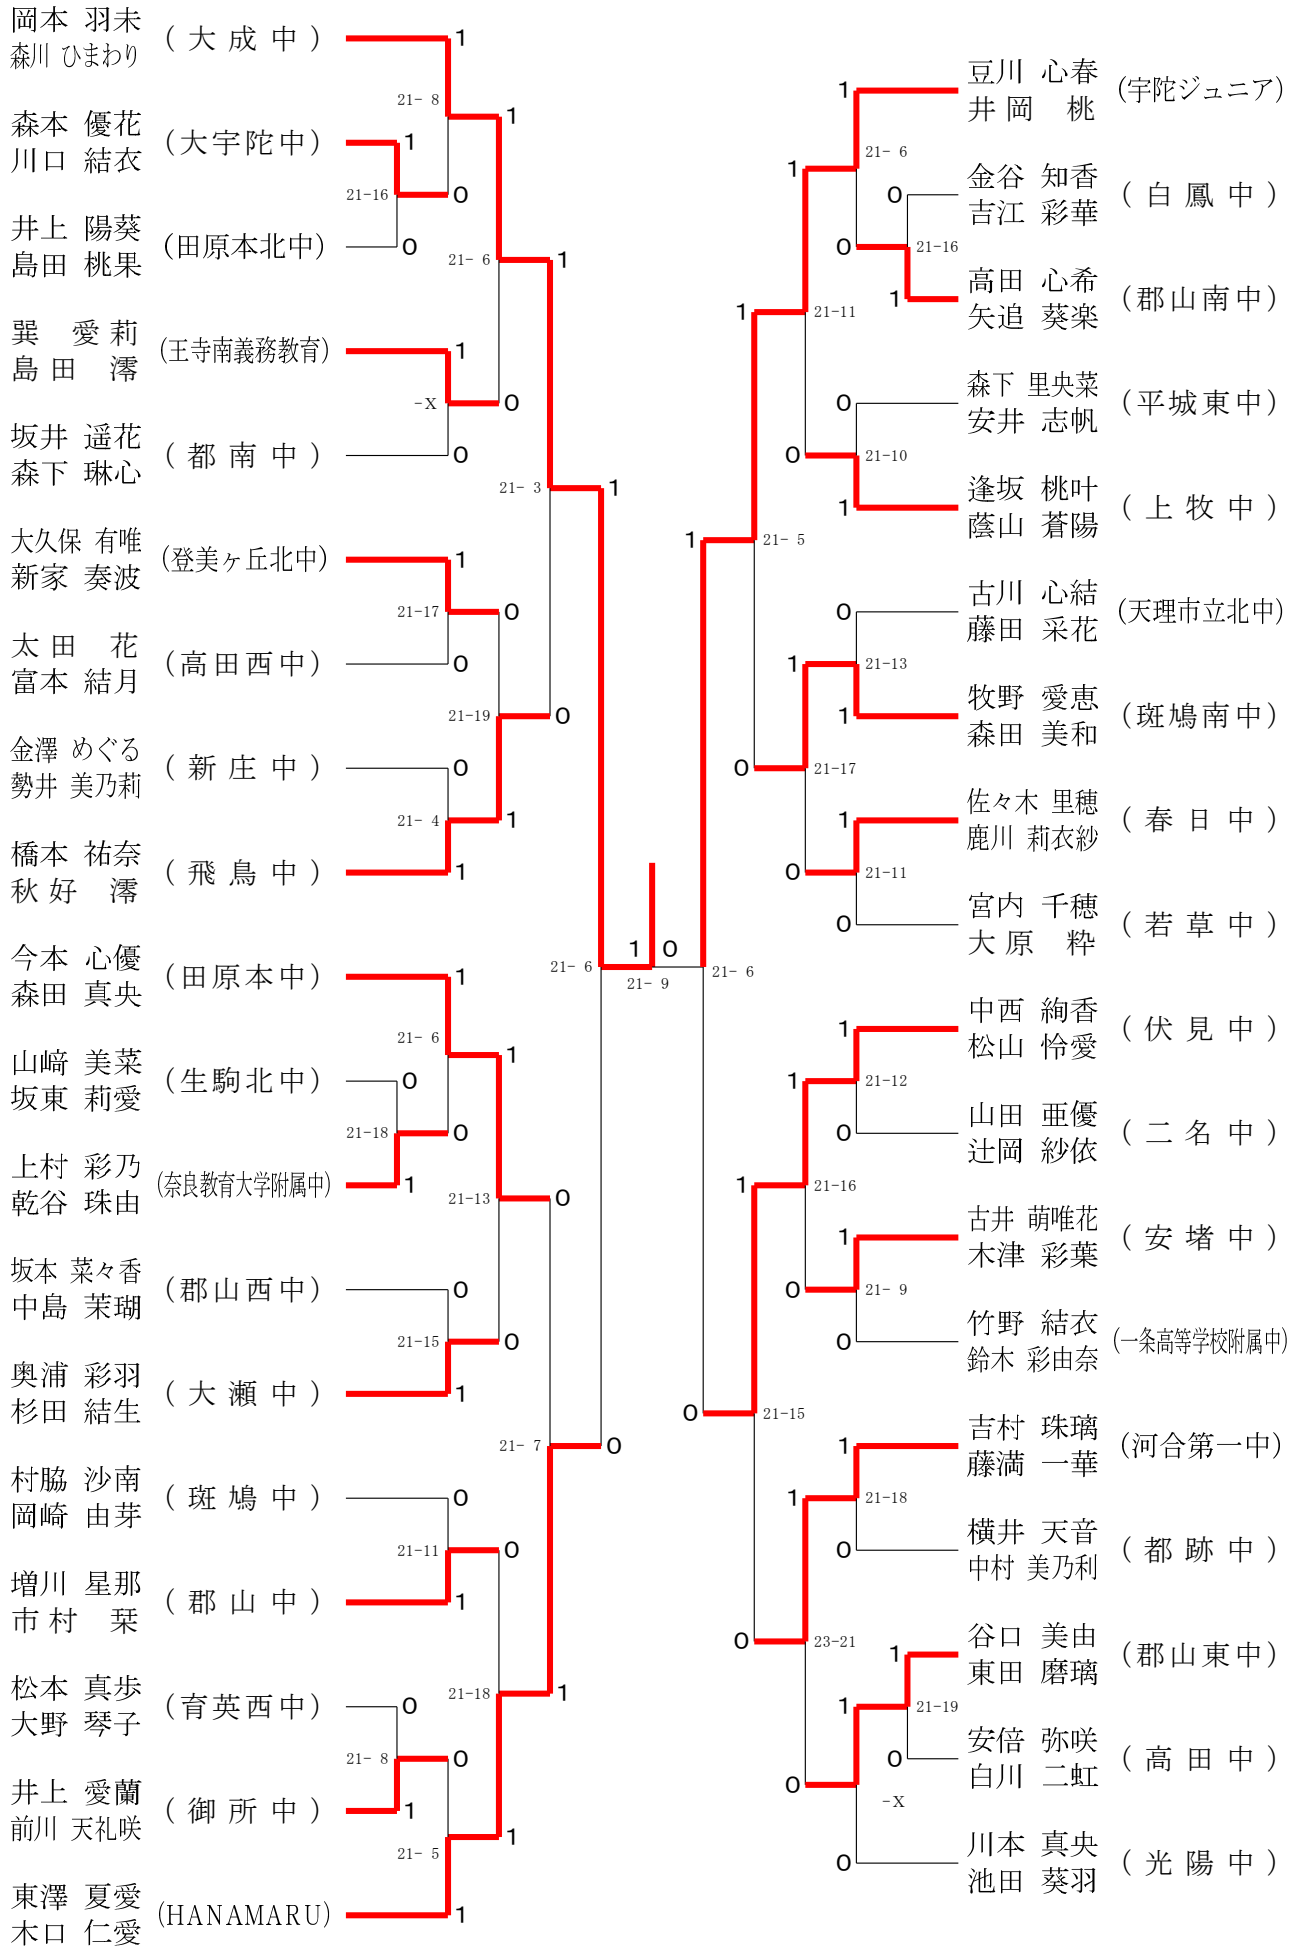 岡本 羽未
森川 ひまわり
(大成中)
1
21- 8
1
森本 優花
川口 結衣
(大宇陀中)
1
21-16
0
井上 陽葵
島田 桃果
(田原本北中)
0
21- 6
1
巽 愛莉
島田 澪
(王寺南義務教育)
1
-X
0
坂井 遥花
森下 琳心
(都南中)
0
21- 3
1
大久保 有唯
新家 奏波
(登美ヶ丘北中)
1
21-17
0
太田 花
富本 結月
(高田西中)
0
21-19
0
金澤 めぐる
勢井 美乃莉
(新庄中)
0
21- 4
1
橋本 祐奈
秋好 澪
(飛鳥中)
1
21- 6
今本 心優
森田 真央
(田原本中)
1
21- 6
1
山﨑 美菜
坂東 莉愛
(生駒北中)
0
21-18
0
上村 彩乃
乾谷 珠由
(奈良教育大学附属中)
1
21-13
0
坂本 菜々香
中島 茉瑚
(郡山西中)
0
21-15
0
奥浦 彩羽
杉田 結生
(大瀬中)
1
21- 7
0
村脇 沙南
岡崎 由芽
(斑鳩中)
0
21-11
0
増川 星那
市村 栞
(郡山中)
1
21-18
1
松本 真歩
大野 琴子
(育英西中)
0
21- 8
0
井上 愛蘭
前川 天礼咲
(御所中)
1
21- 5
1
東澤 夏愛
木口 仁愛
(HANAMARU)
1
1 0
21- 9
豆川 心春
井岡 桃
(宇陀ジュニア)
1
21- 6
1
金谷 知香
吉江 彩華
(白鳳中)
0
21-16
0
高田 心希
矢追 葵楽
(郡山南中)
1
21-11
1
森下 里央菜
安井 志帆
(平城東中)
0
21-10
0
逢坂 桃叶
蔭山 蒼陽
(上牧中)
1
21- 5
1
古川 心結
藤田 采花
(天理市立北中)
0
21-13
1
牧野 愛恵
森田 美和
(斑鳩南中)
1
21-17
0
佐々木 里穂
鹿川 莉衣紗
(春日中)
1
21-11
0
宮内 千穂
大原 粋
(若草中)
0
21- 6
中西 絢香
松山 怜愛
(伏見中)
1
21-12
1
山田 亜優
辻岡 紗依
(二名中)
0
21-16
1
古井 萌唯花
木津 彩葉
(安堵中)
1
21- 9
0
竹野 結衣
鈴木 彩由奈
(一条高等学校附属中)
0
21-15
0
吉村 珠璃
藤満 一華
(河合第一中)
1
21-18
1
横井 天音
中村 美乃利
(都跡中)
0
23-21
0
谷口 美由
東田 磨璃
(郡山東中)
1
21-19
1
安倍 弥咲
白川 二虹
(高田中)
0
-X
0
川本 真央
池田 葵羽
(光陽中)
0